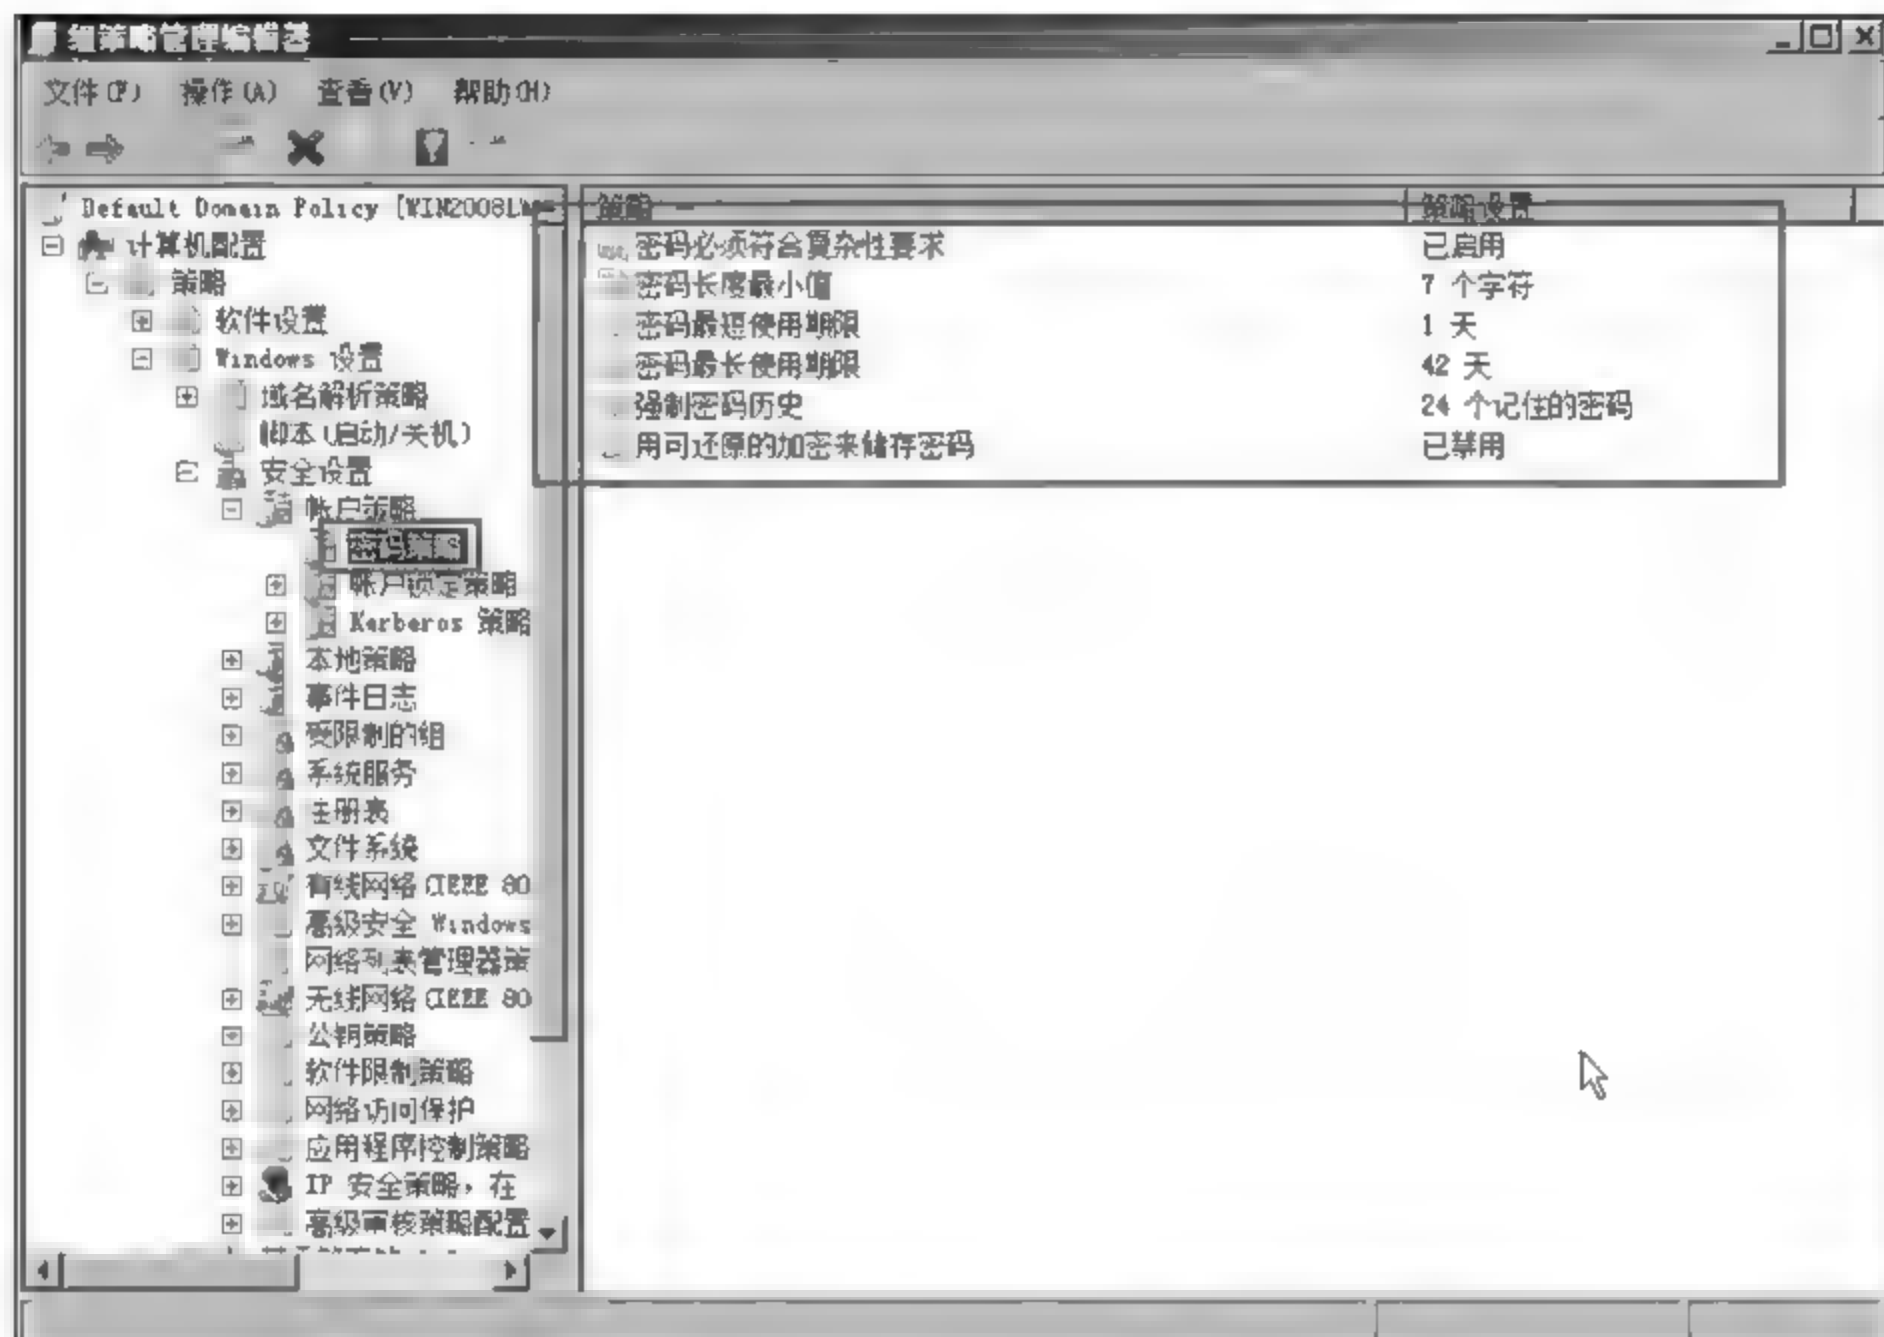 组策略管理编辑器
文件(F) 操作(A) 查看(V) 帮助(H)
Default Domain Policy [WIN2008
计算机配置
策略
软件设置
Windows 设置
域名解析策略
脚本(启动/关机)
安全设置
帐户策略
密码策略
帐户锁定策略
Kerberos 策略
本地策略
事件日志
受限制的组
系统服务
注册表
文件系统
有线网络(IEEE 80
高级安全 Windows
网络列表管理器策
无线网络(IEEE 80
公钥策略
软件限制策略
网络访问保护
应用程序控制策略
IP 安全策略，在
高级审核策略配置
策略 策略设置
密码必须符合复杂性要求 已启用
密码长度最小值 7 个字符
密码最短使用期限 1 天
密码最长使用期限 42 天
强制密码历史 24 个记住的密码
用可还原的加密来储存密码 已禁用